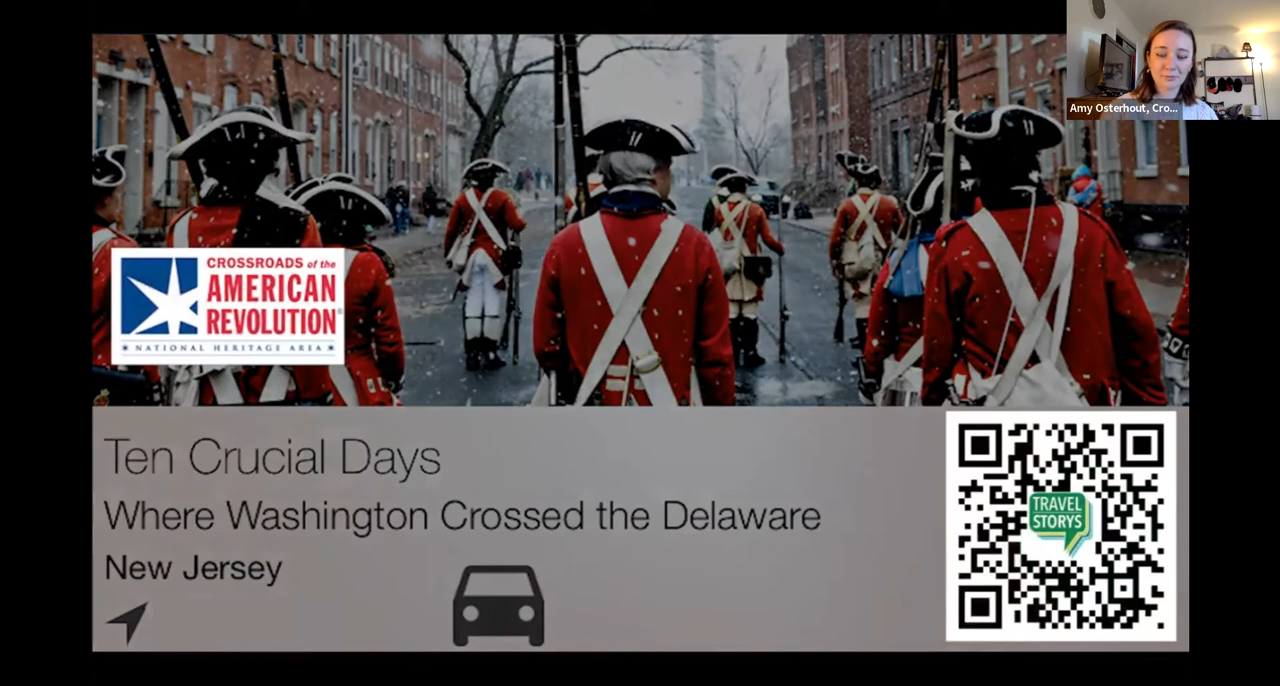 Amy Osterhout, Cro...
CROSSROADS of the
AMERICAN
REVOLUTION®
NATIONAL HERITAGE AREA
Ten Crucial Days
Where Washington Crossed the Delaware
New Jersey
TRAVEL
STORYS